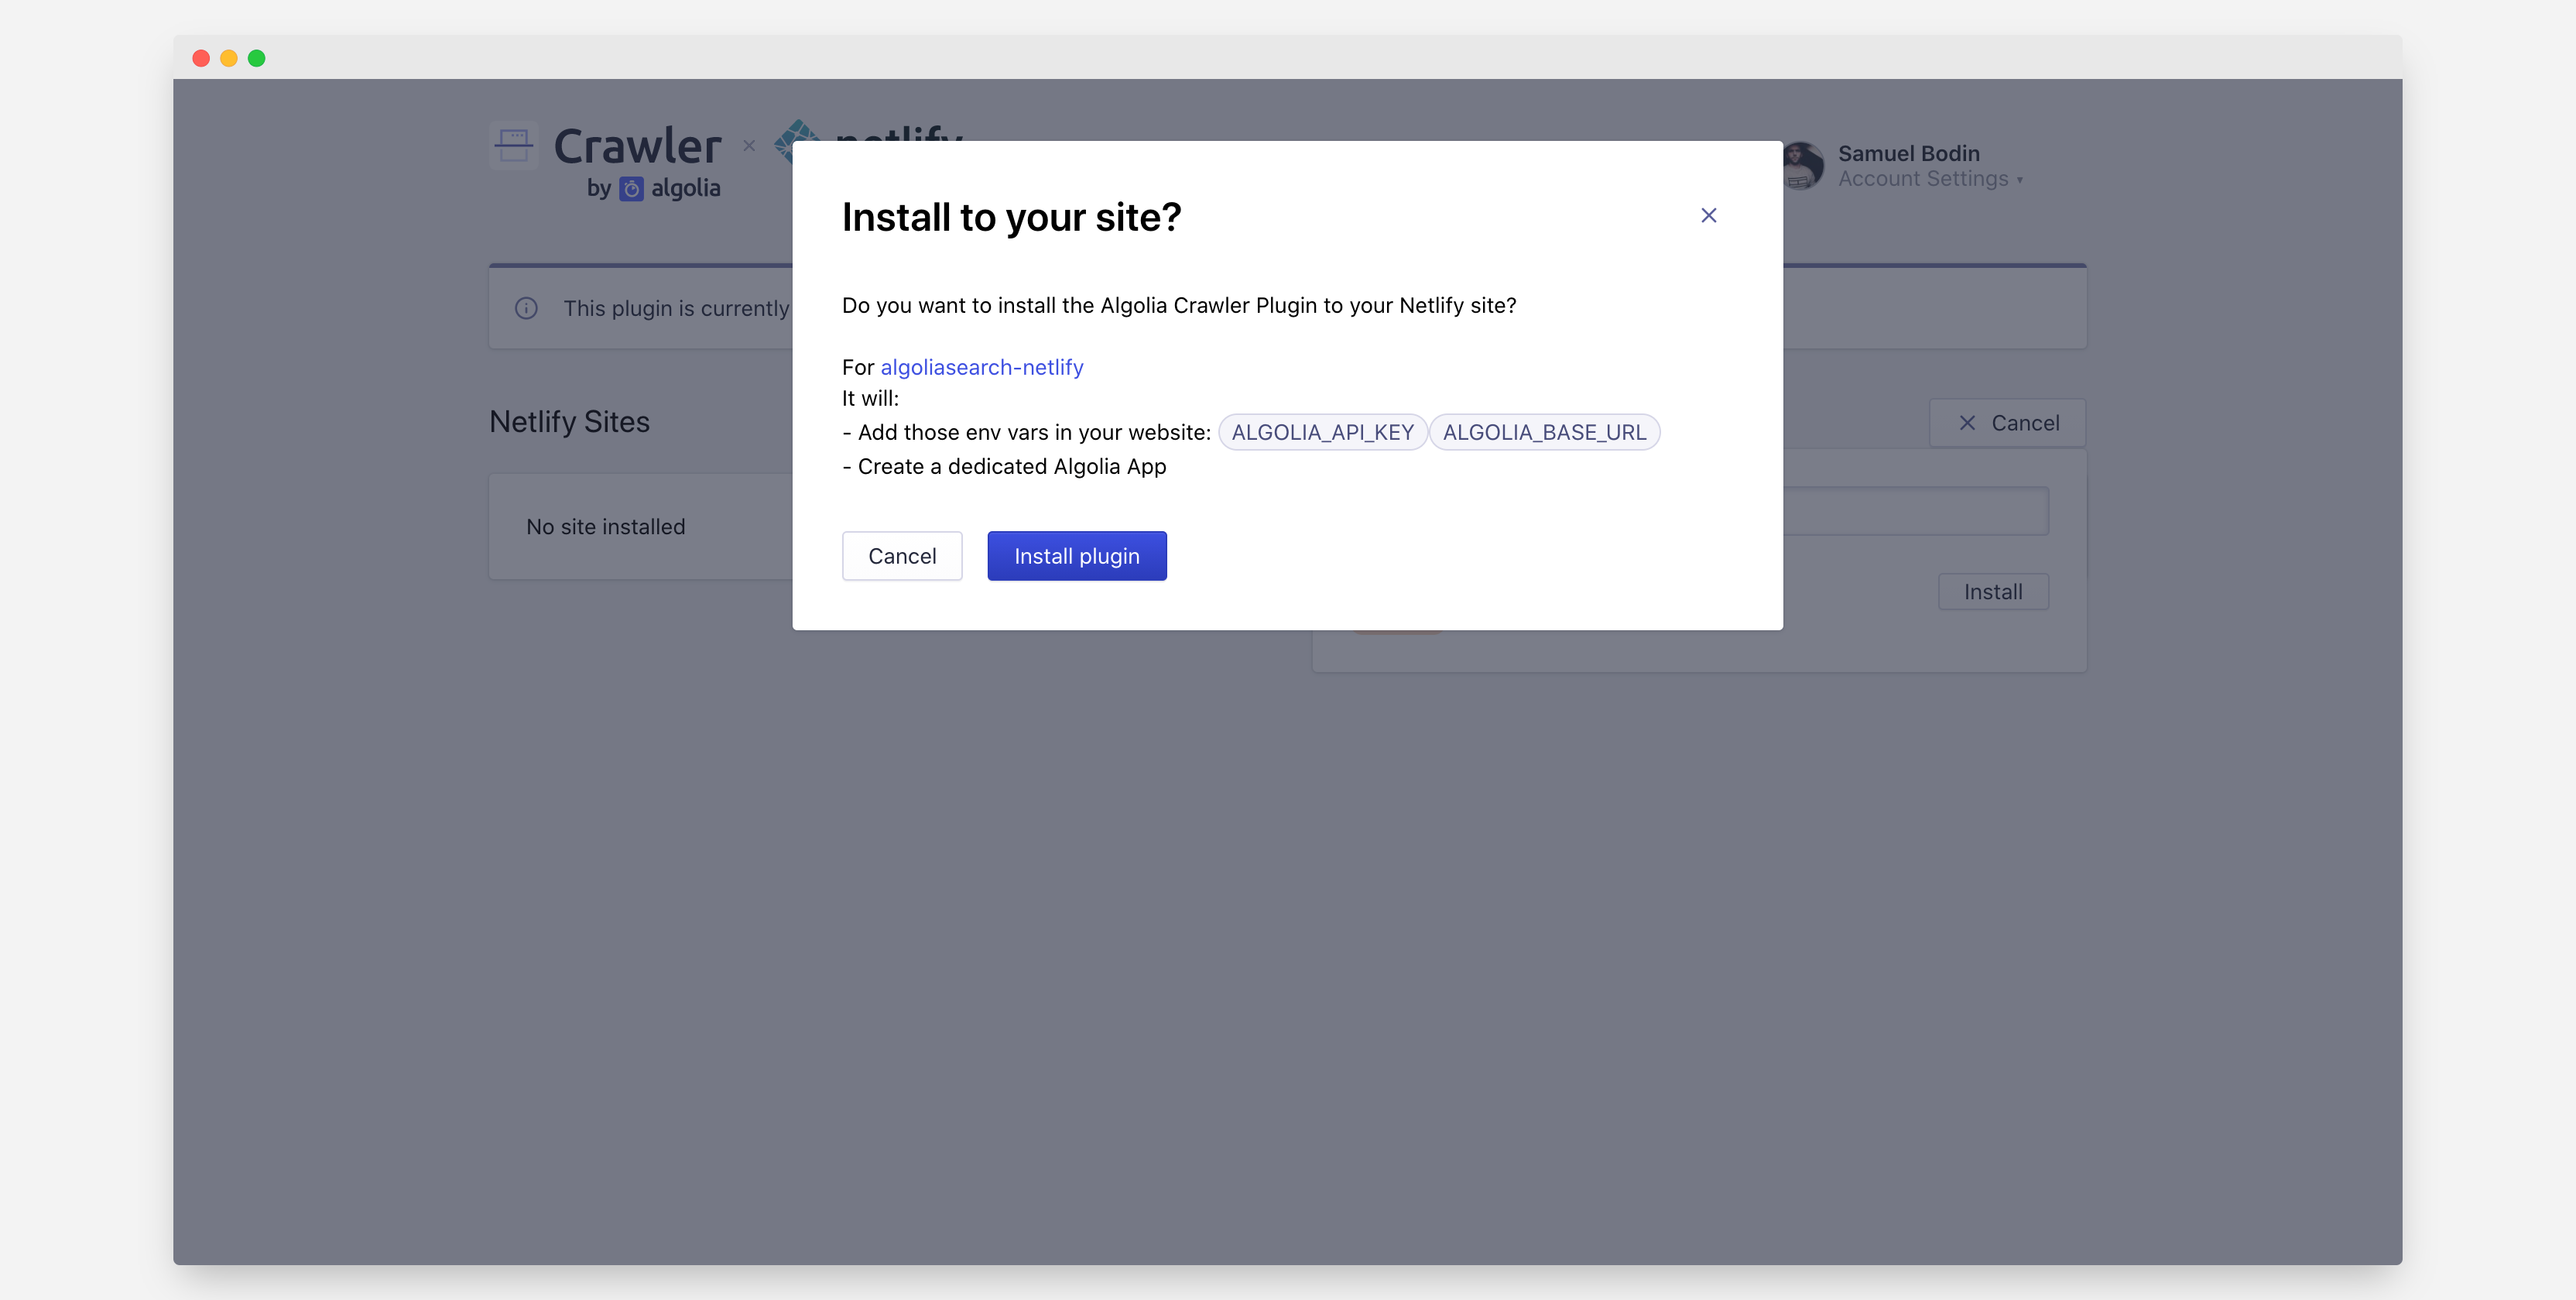 Crawler × netlify
by algolia
Samuel Bodin
Account Settings ▾
This plugin is currently
Netlify Sites
× Cancel
No site installed
Install
Install to your site?
Do you want to install the Algolia Crawler Plugin to your Netlify site?
For algoliasearch-netlify
It will:
- Add those env vars in your website: ALGOLIA_API_KEY ALGOLIA_BASE_URL
- Create a dedicated Algolia App
Cancel Install plugin